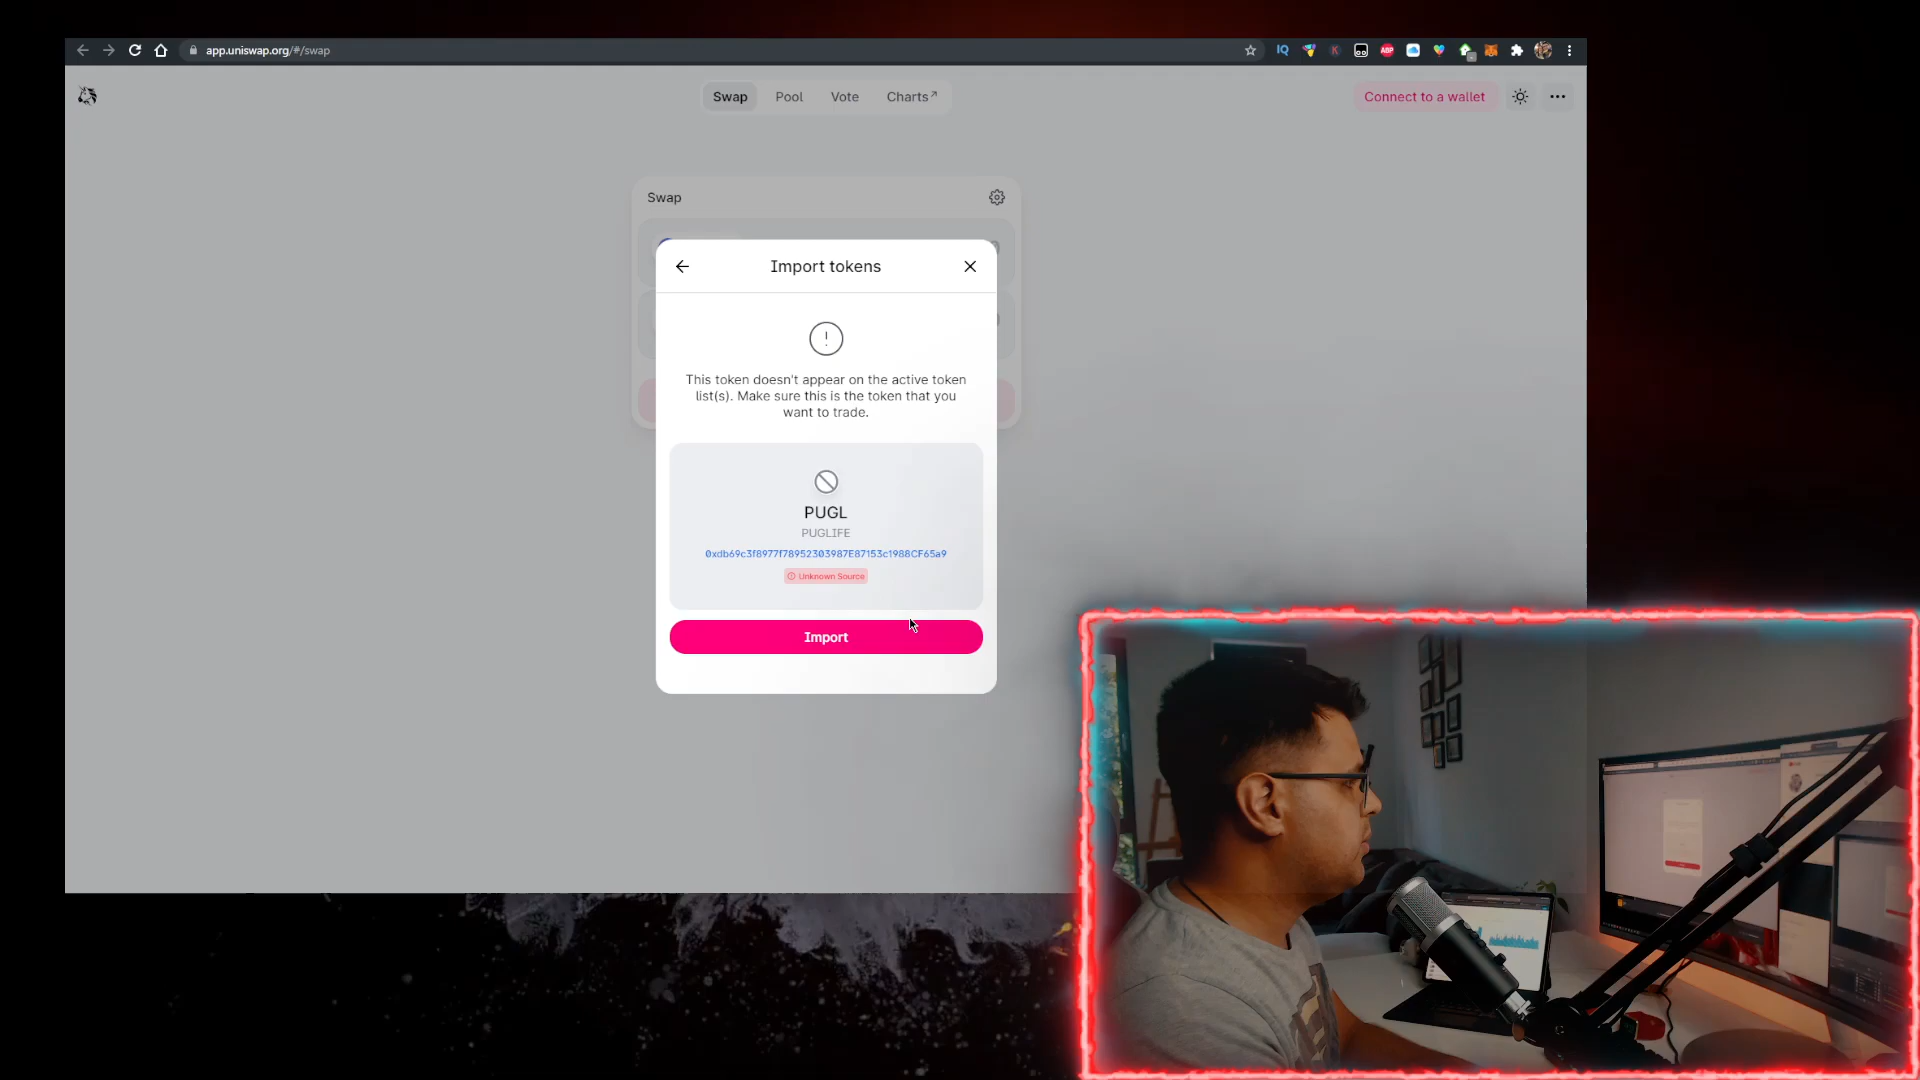 app.uniswap.org/#/swap
IQ
K
ABP
Swap
Pool
Vote
Charts↗
Connect to a wallet
Swap
Import tokens
This token doesn't appear on the active token
list(s). Make sure this is the token that you
want to trade.
PUGL
PUGLIFE
0xdb69c3f8977f78952303987E87153c1988CF65a9
Unknown Source
Import